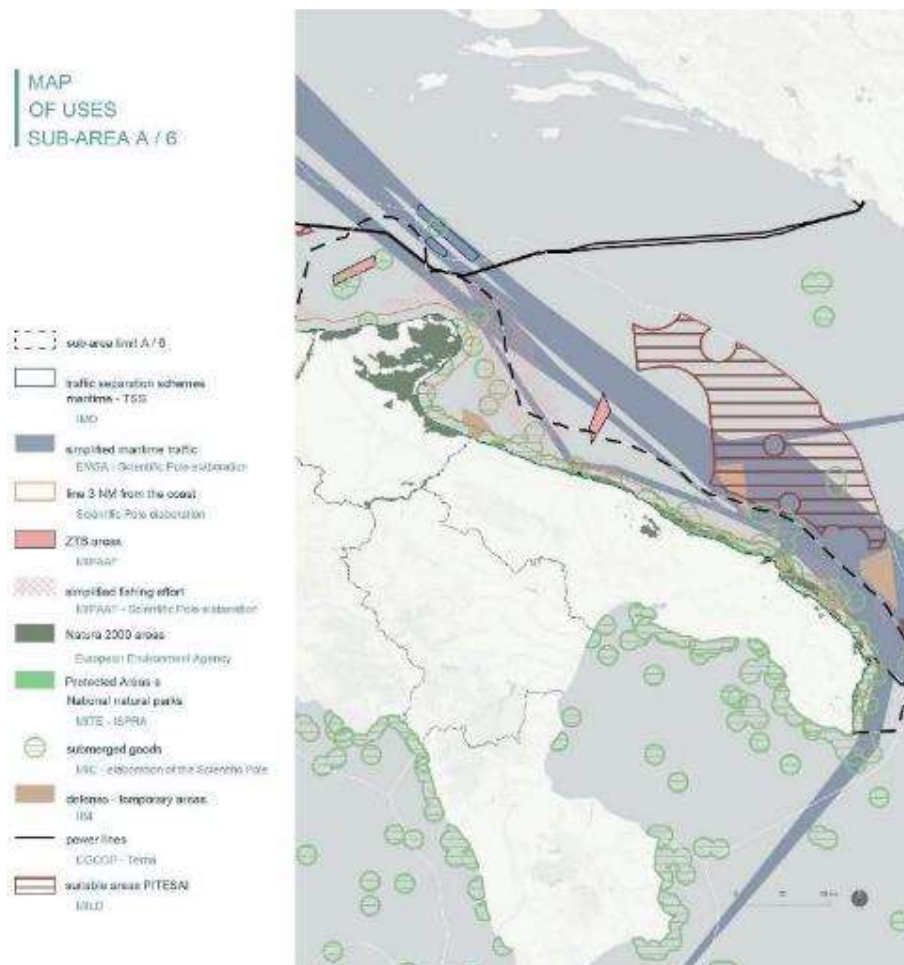 MAP
OF USES
SUB-AREA A / 6
sub-area limit A / 6
traffic separation schemes
maritime - TSS
IMO
simplified maritime traffic
EMSA - Scientific Pole elaboration
line 3 NM from the coast
Scientific Pole elaboration
ZTB areas
MIPAAF
simplified fishing effort
MIPAAF - Scientific Pole elaboration
Natura 2000 areas
European Environment Agency
Protected Areas e
National natural parks
MITE - ISPRA
submerged goods
MIC - elaboration of the Scientific Pole
defense - temporary areas
IIM
power lines
- Terna
suitable areas PITESAI